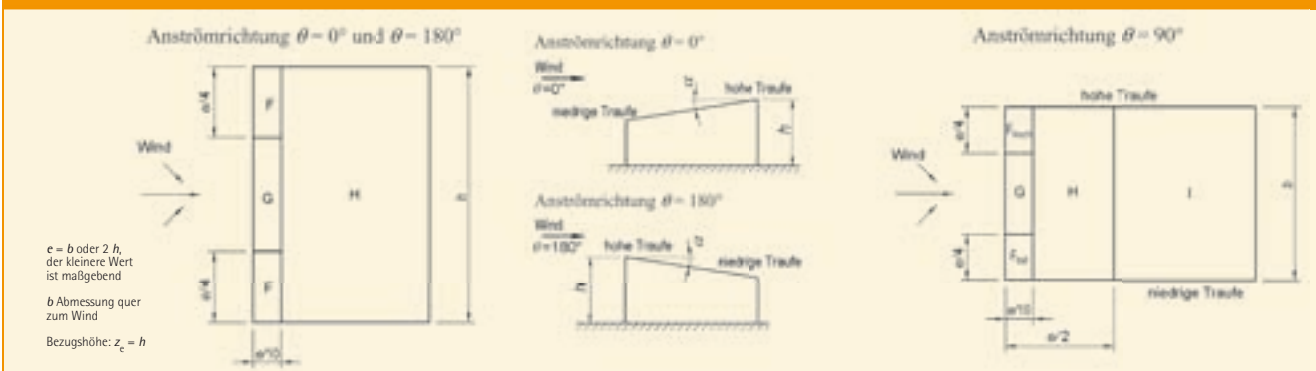 Anströmrichtung θ = 0° und θ = 180°
e/4
F
Wind
G
H
b
e/4
F
e/10
e = b oder 2 h,
der kleinere Wert
ist maßgebend
b Abmessung quer
zum Wind
Bezugshöhe: zₑ = h
Anströmrichtung θ = 0°
Wind
θ=0°
α
hohe Traufe
niedrige Traufe
h
Anströmrichtung θ = 180°
Wind
θ=180°
hohe Traufe
α
niedrige Traufe
h
Anströmrichtung θ = 90°
hohe Traufe
e/4
F
Wind
G
H
I
b
e/4
F
niedrige Traufe
e/10
e/2